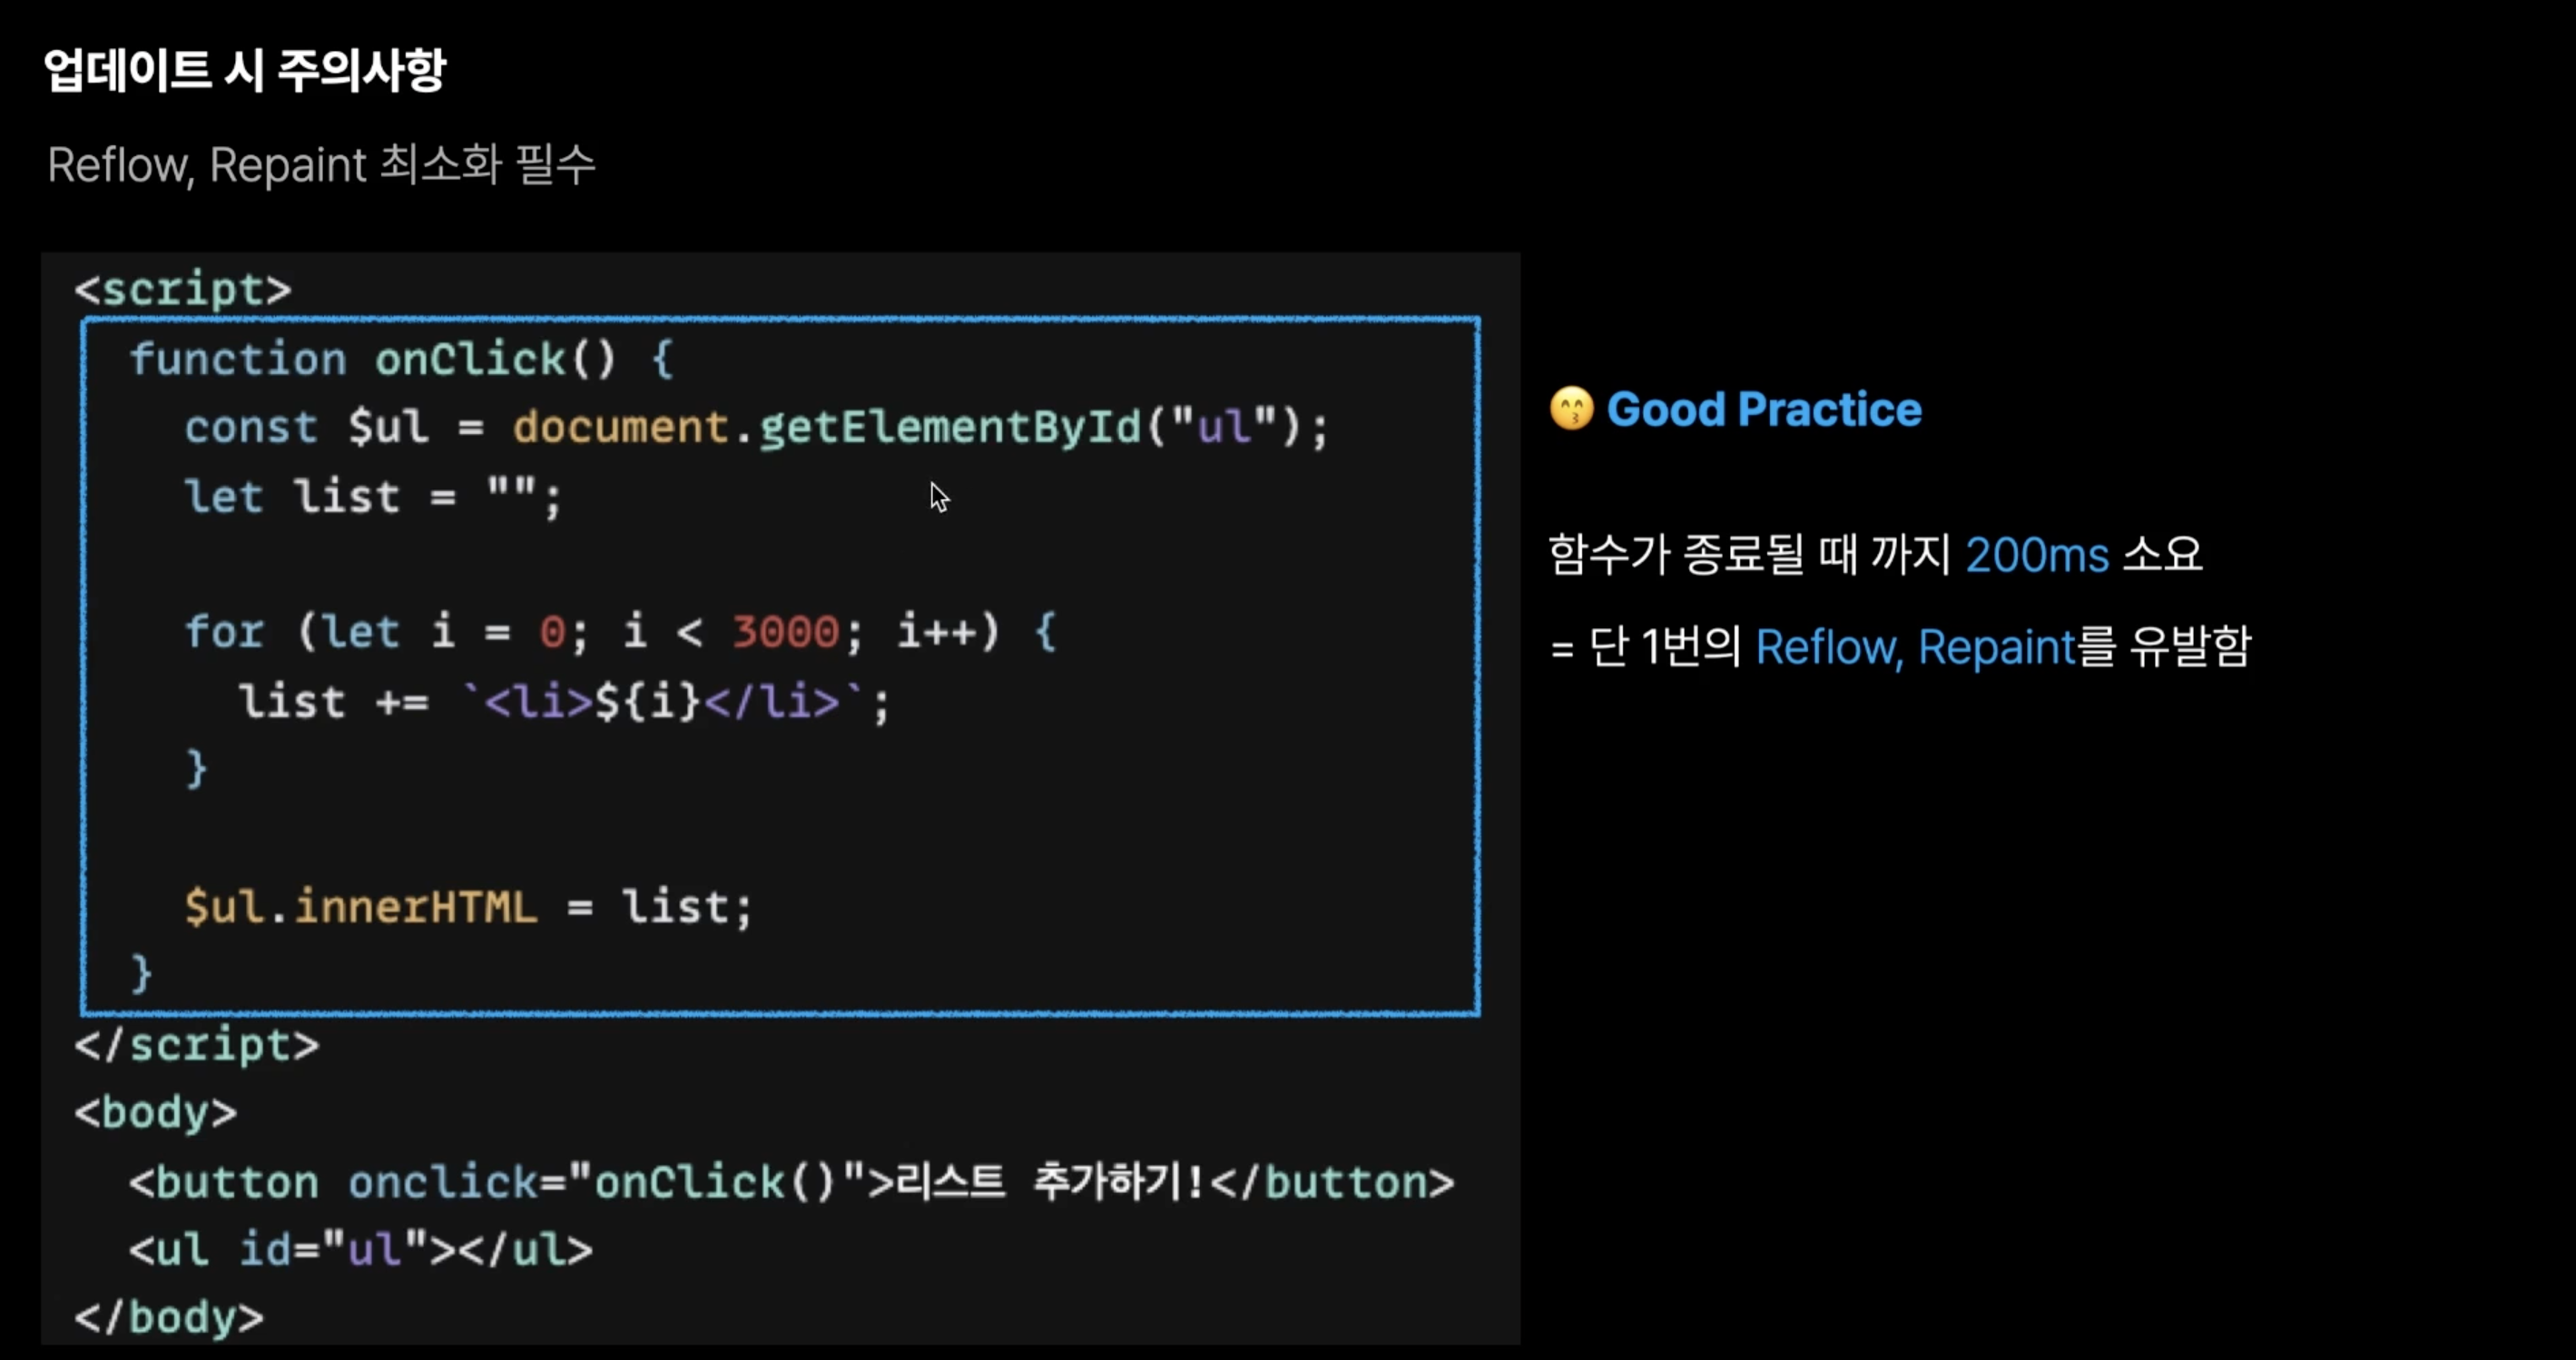 업데이트 시 주의사항
Reflow, Repaint 최소화 필수
<script>
function onClick() {
const $ul = document.getElementById("ul");
let list = "";
for (let i = 0; i < 3000; i++) {
list += `<li>${i}</li>`;
}
$ul.innerHTML = list;
}
</script>
<body>
<button onclick="onClick()">리스트 추가하기!</button>
<ul id="ul"></ul>
</body>
😙 Good Practice
함수가 종료될 때 까지 200ms 소요
= 단 1번의 Reflow, Repaint를 유발함